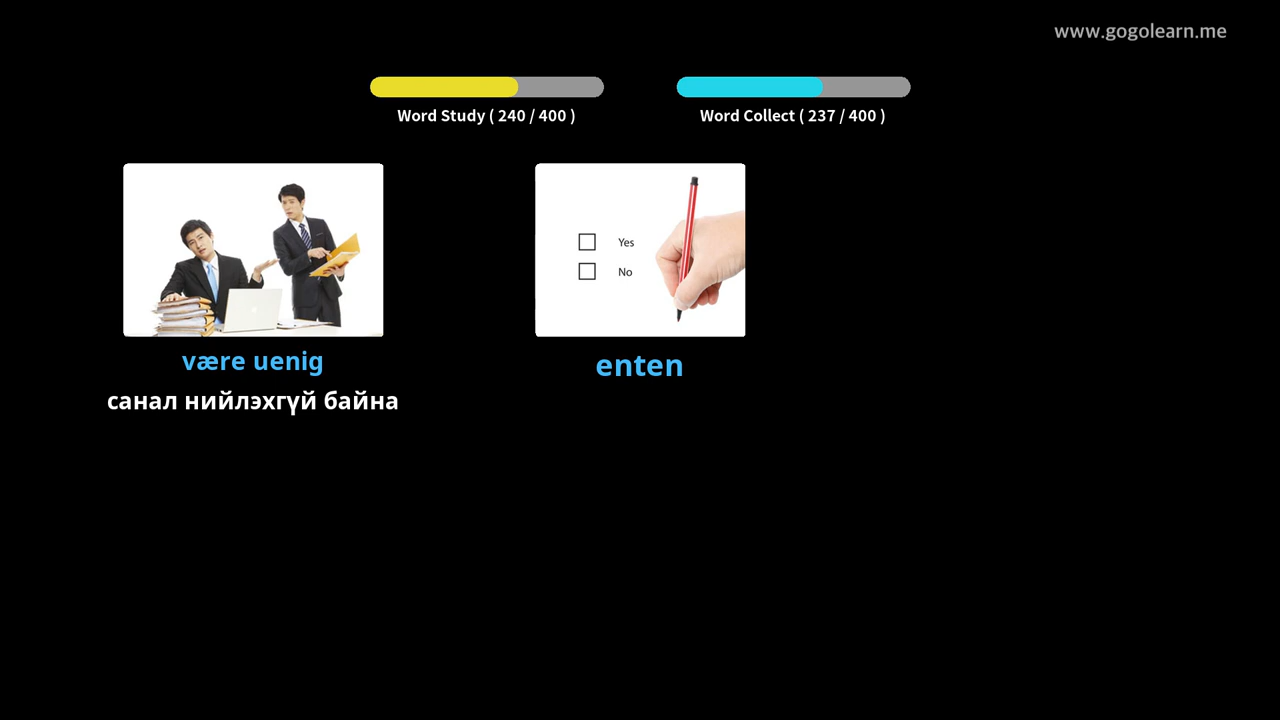 www.gogolearn.me
Word Study ( 240 / 400 )
Word Collect ( 237 / 400 )
Yes
No
være uenig
enten
санал нийлэхгүй байна